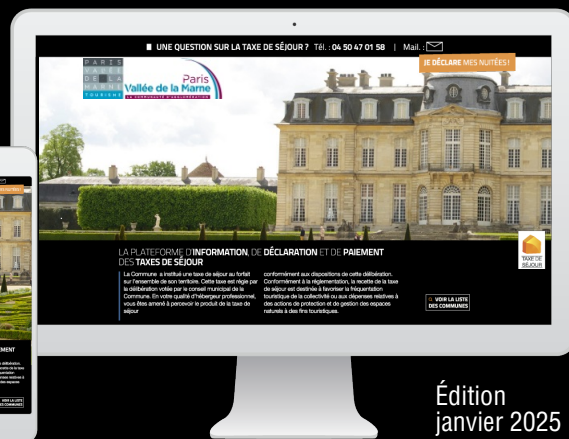 ■ UNE QUESTION SUR LA TAXE DE SÉJOUR ? Tél. : 04 50 47 01 58 | Mail. :
JE DÉCLARE MES NUITÉES !
PARIS
VALLÉE
DE LA
MARNE
TOURISME
Paris
Vallée de la Marne
LA COMMUNAUTÉ D'AGGLOMÉRATION
LA PLATEFORME D'INFORMATION, DE DÉCLARATION ET DE PAIEMENT
DES TAXES DE SÉJOUR
La Commune a institué une taxe de séjour au forfait
sur l'ensemble de son territoire. Cette taxe est régie par
la délibération votée par le conseil municipal de la
Commune. En votre qualité d'hébergeur professionnel,
vous êtes amené à percevoir le produit de la taxe de
séjour
conformément aux dispositions de cette délibération.
Conformément à la réglementation, la recette de la taxe
de séjour est destinée à favoriser la fréquentation
touristique de la collectivité ou aux dépenses relatives à
des actions de protection et de gestion des espaces
naturels à des fins touristiques.
TAXE DE
SÉJOUR
VOIR LA LISTE
DES COMMUNES
VOIR LA LISTE
DES COMMUNES
Édition
janvier 2025